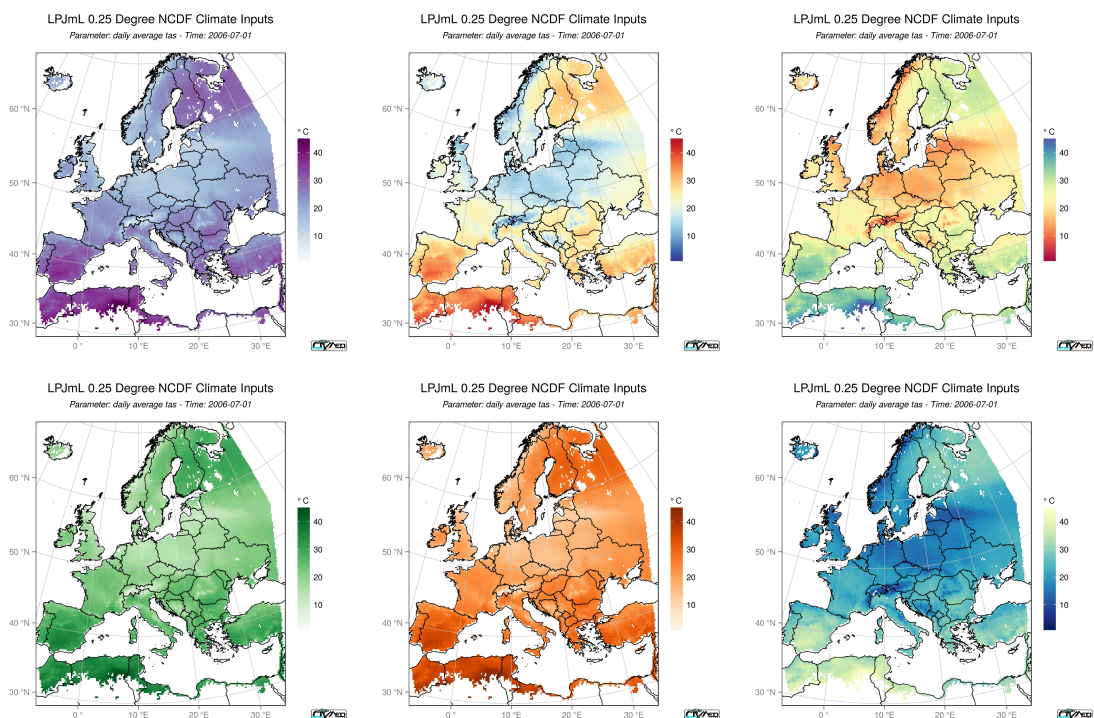 LPJmL 0.25 Degree NCDF Climate Inputs
Parameter: daily average tas - Time: 2006-07-01
60 °N
50 °N
40 °N
30 °N
0 °
10 °E
20 °E
30 °E
° C
40
30
20
10
LPJmL 0.25 Degree NCDF Climate Inputs
Parameter: daily average tas - Time: 2006-07-01
60 °N
50 °N
40 °N
30 °N
0 °
10 °E
20 °E
30 °E
° C
40
30
20
10
LPJmL 0.25 Degree NCDF Climate Inputs
Parameter: daily average tas - Time: 2006-07-01
60 °N
50 °N
40 °N
30 °N
0 °
10 °E
20 °E
30 °E
° C
40
30
20
10
LPJmL 0.25 Degree NCDF Climate Inputs
Parameter: daily average tas - Time: 2006-07-01
60 °N
50 °N
40 °N
30 °N
0 °
10 °E
20 °E
30 °E
° C
40
30
20
10
LPJmL 0.25 Degree NCDF Climate Inputs
Parameter: daily average tas - Time: 2006-07-01
60 °N
50 °N
40 °N
30 °N
0 °
10 °E
20 °E
30 °E
° C
40
30
20
10
LPJmL 0.25 Degree NCDF Climate Inputs
Parameter: daily average tas - Time: 2006-07-01
60 °N
50 °N
40 °N
30 °N
0 °
10 °E
20 °E
30 °E
° C
40
30
20
10